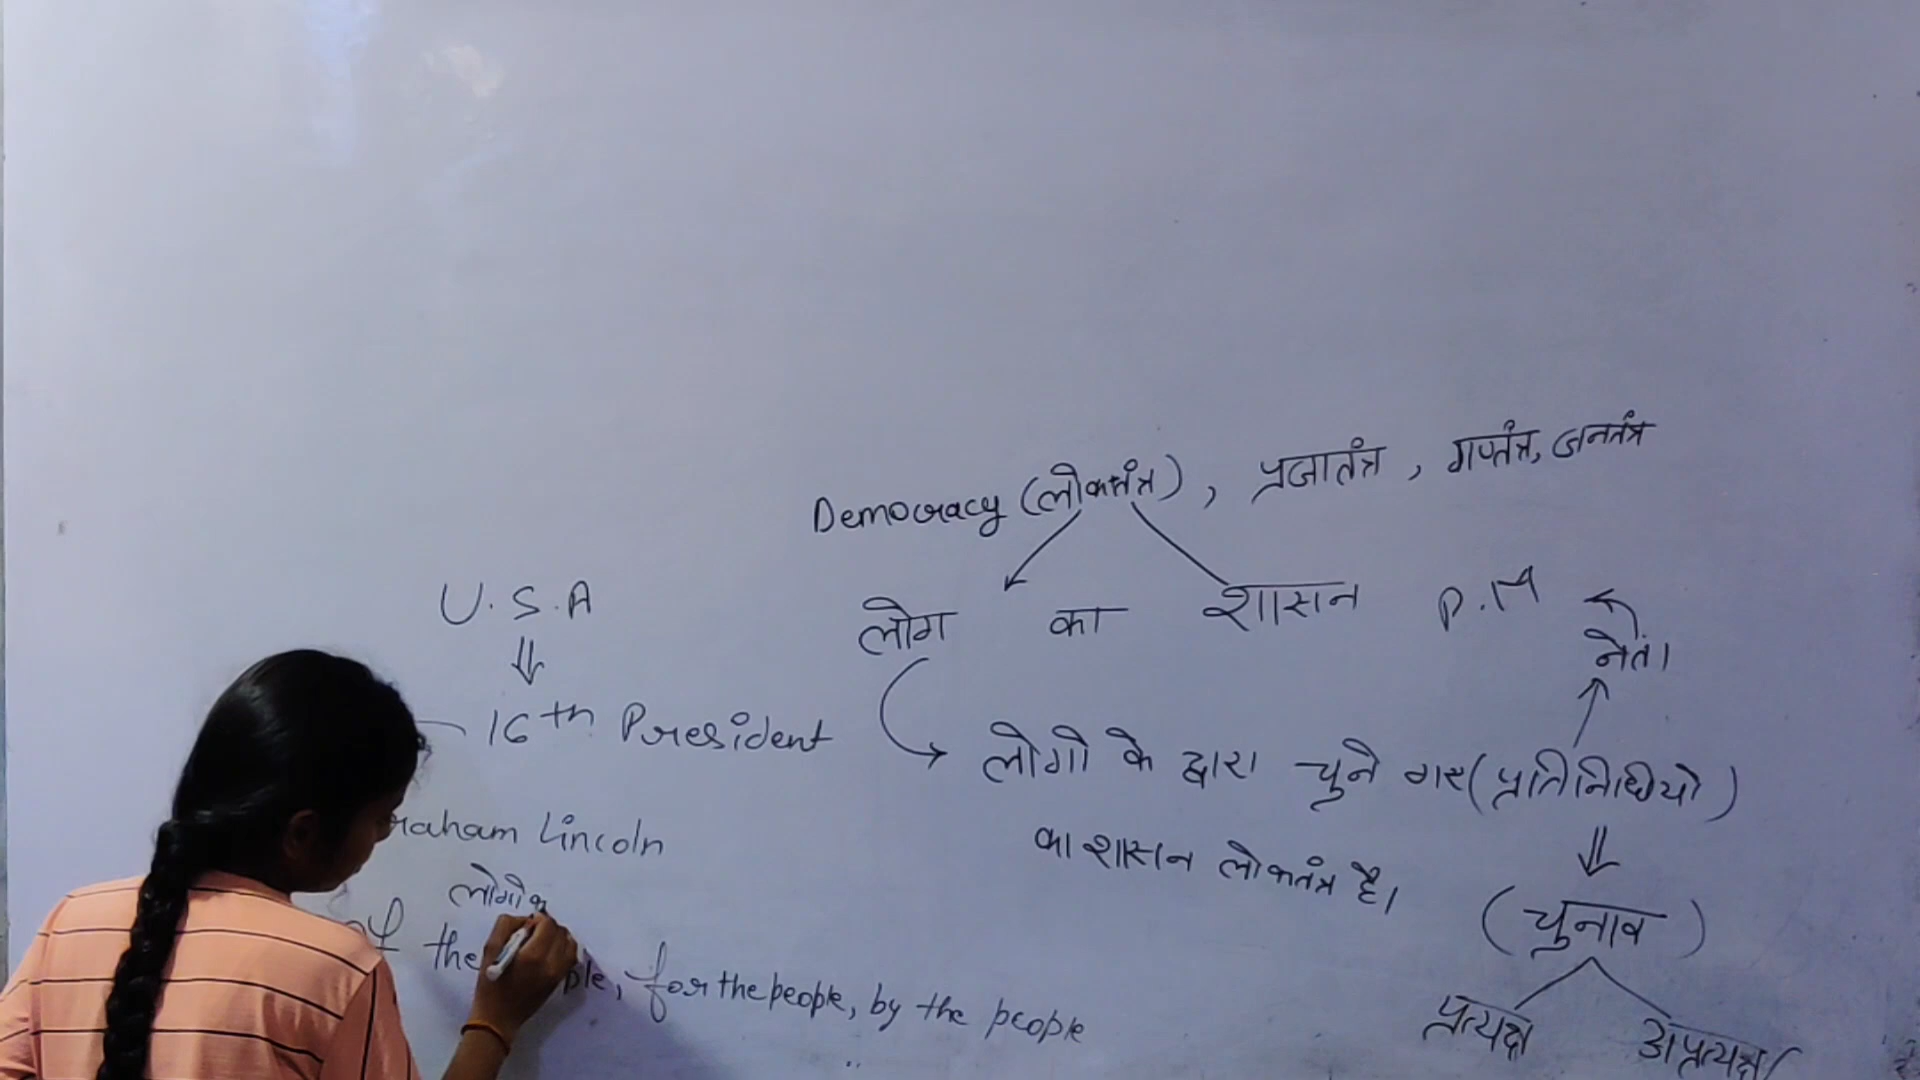 Democracy (लोकतंत्र), प्रजातंत्र, गणतंत्र, जनतंत्र
लोग का शासन P.M
नेता
U.S.A
16th President
लोगो के द्वारा चुने गए (प्रतिनिधियो)
का शासन लोकतंत्र है।
(चुनाव)
प्रत्यक्ष अप्रत्यक्ष
raham Lincoln
लोगो क
of the ple, for the people, by the people